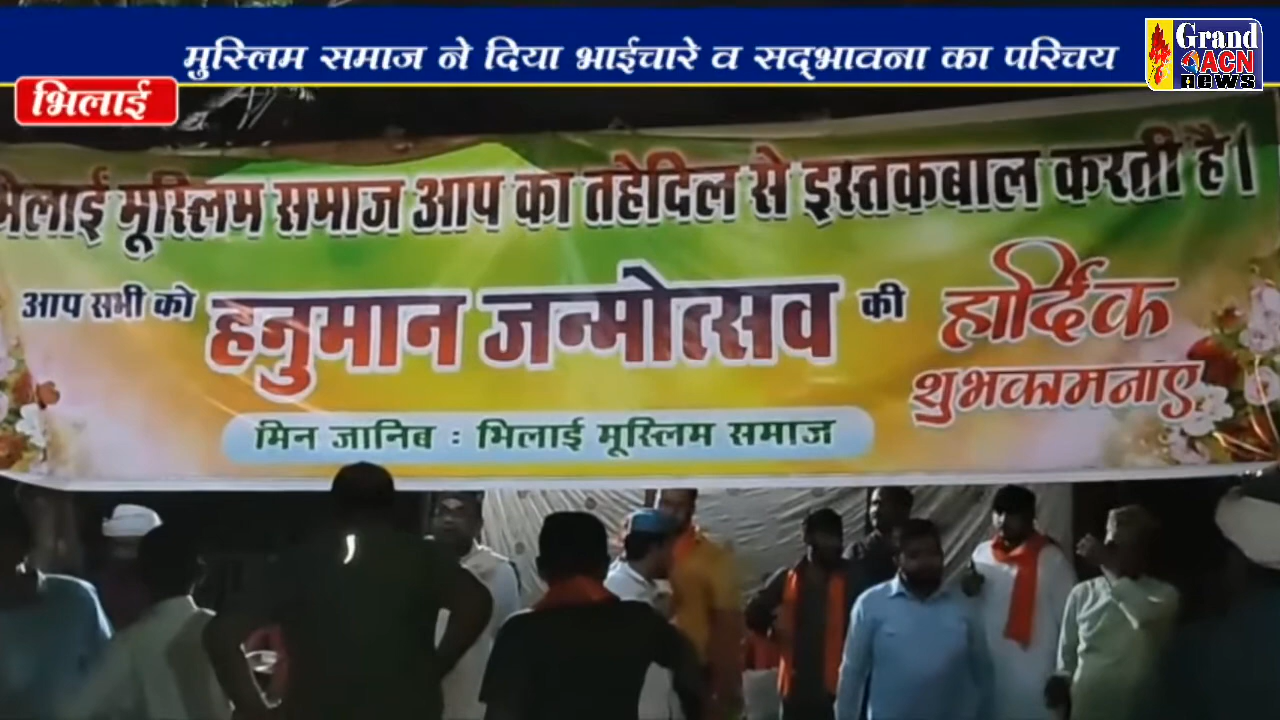 मुस्लिम समाज ने दिया भाईचारे व सद्भावना का परिचय
Grand
ACN
news
भिलाई
भिलाई मूस्लिम समाज आप का तहेदिल से इस्तकबाल करती है।
आप सभी को हनुमान जन्मोत्सव की हार्दिक
शुभकामनाए
मिन जानिब : भिलाई मूस्लिम समाज